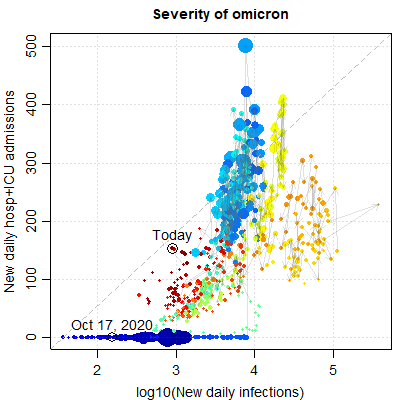 Severity of omicron
New daily hosp+ICU admissions
500
400
300
200
100
0
Today
Oct 17, 2020
2 3 4 5
log10(New daily infections)